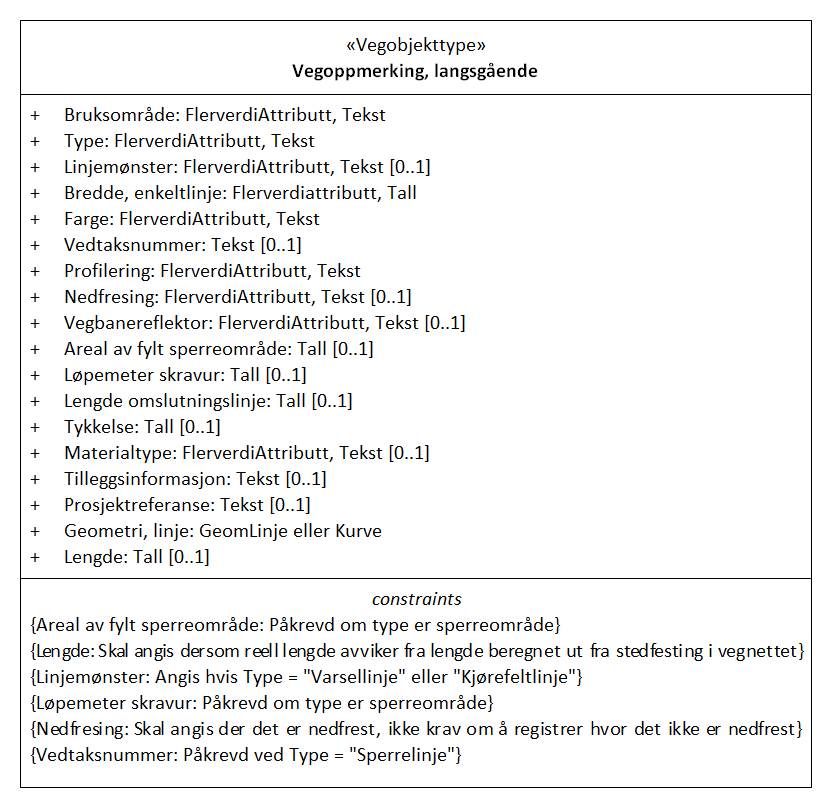 «Vegobjekttype»
Vegoppmerking, langsgående
+ Bruksområde: FlerverdiAttributt, Tekst
+ Type: FlerverdiAttributt, Tekst
+ Linjemønster: FlerverdiAttributt, Tekst [0..1]
+ Bredde, enkeltlinje: Flerverdiattributt, Tall
+ Farge: FlerverdiAttributt, Tekst
+ Vedtaksnummer: Tekst [0..1]
+ Profilering: FlerverdiAttributt, Tekst
+ Nedfresing: FlerverdiAttributt, Tekst [0..1]
+ Vegbanereflektor: FlerverdiAttributt, Tekst [0..1]
+ Areal av fylt sperreområde: Tall [0..1]
+ Løpemeter skravur: Tall [0..1]
+ Lengde omslutningslinje: Tall [0..1]
+ Tykkelse: Tall [0..1]
+ Materialtype: FlerverdiAttributt, Tekst [0..1]
+ Tilleggsinformasjon: Tekst [0..1]
+ Prosjektreferanse: Tekst [0..1]
+ Geometri, linje: GeomLinje eller Kurve
+ Lengde: Tall [0..1]
constraints
{Areal av fylt sperreområde: Påkrevd om type er sperreområde}
{Lengde: Skal angis dersom reell lengde avviker fra lengde beregnet ut fra stedfesting i vegnettet}
{Linjemønster: Angis hvis Type = "Varsellinje" eller "Kjørefeltlinje"}
{Løpemeter skravur: Påkrevd om type er sperreområde}
{Nedfresing: Skal angis der det er nedfrest, ikke krav om å registrer hvor det ikke er nedfrest}
{Vedtaksnummer: Påkrevd ved Type = "Sperrelinje"}